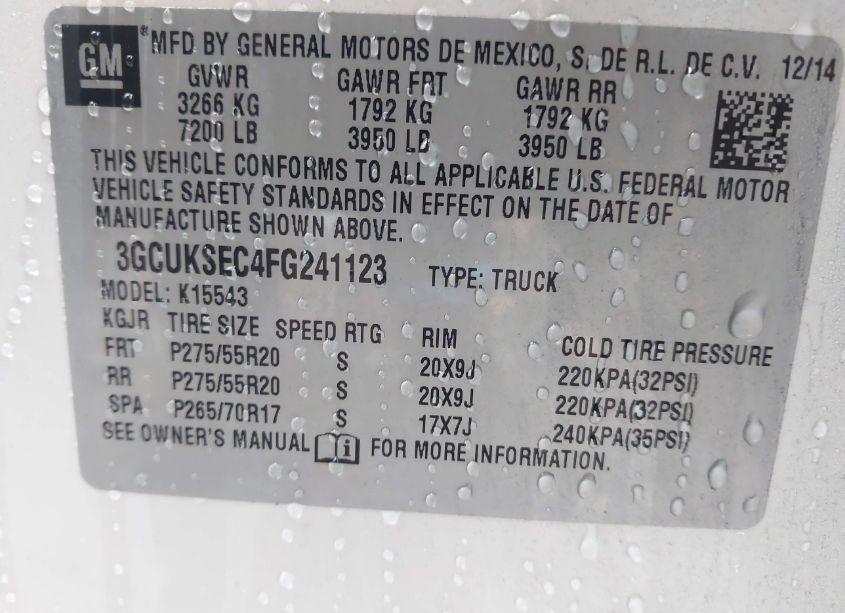 GM
®MFD BY GENERAL MOTORS DE MEXICO, S. DE R.L. DE C.V. 12/14
GVWR GAWR FRT GAWR RR
3266 KG 1792 KG 1792 KG
7200 LB 3950 LB 3950 LB
THIS VEHICLE CONFORMS TO ALL APPLICABLE U.S. FEDERAL MOTOR
VEHICLE SAFETY STANDARDS IN EFFECT ON THE DATE OF
MANUFACTURE SHOWN ABOVE.
3GCUKSEC4FG241123 TYPE: TRUCK
MODEL: K15543
KGJR TIRE SIZE SPEED RTG RIM COLD TIRE PRESSURE
FRT P275/55R20 S 20X9J 220KPA(32PSI)
RR P275/55R20 S 20X9J 220KPA(32PSI)
SPA P265/70R17 S 17X7J 240KPA(35PSI)
SEE OWNER'S MANUAL FOR MORE INFORMATION.